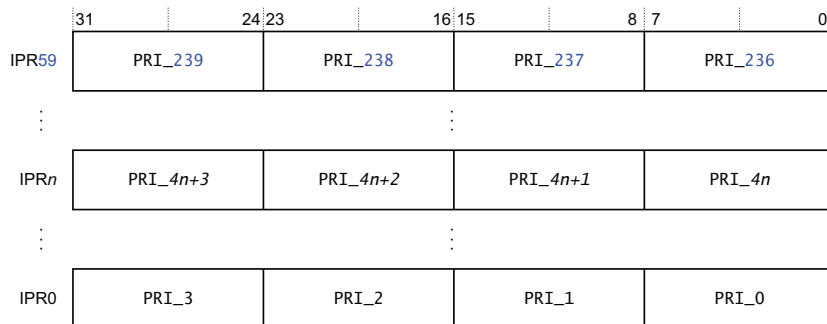 31 24 23 16 15 8 7 0
IPR59 PRI_239 PRI_238 PRI_237 PRI_236
IPRn PRI_4n+3 PRI_4n+2 PRI_4n+1 PRI_4n
IPR0 PRI_3 PRI_2 PRI_1 PRI_0